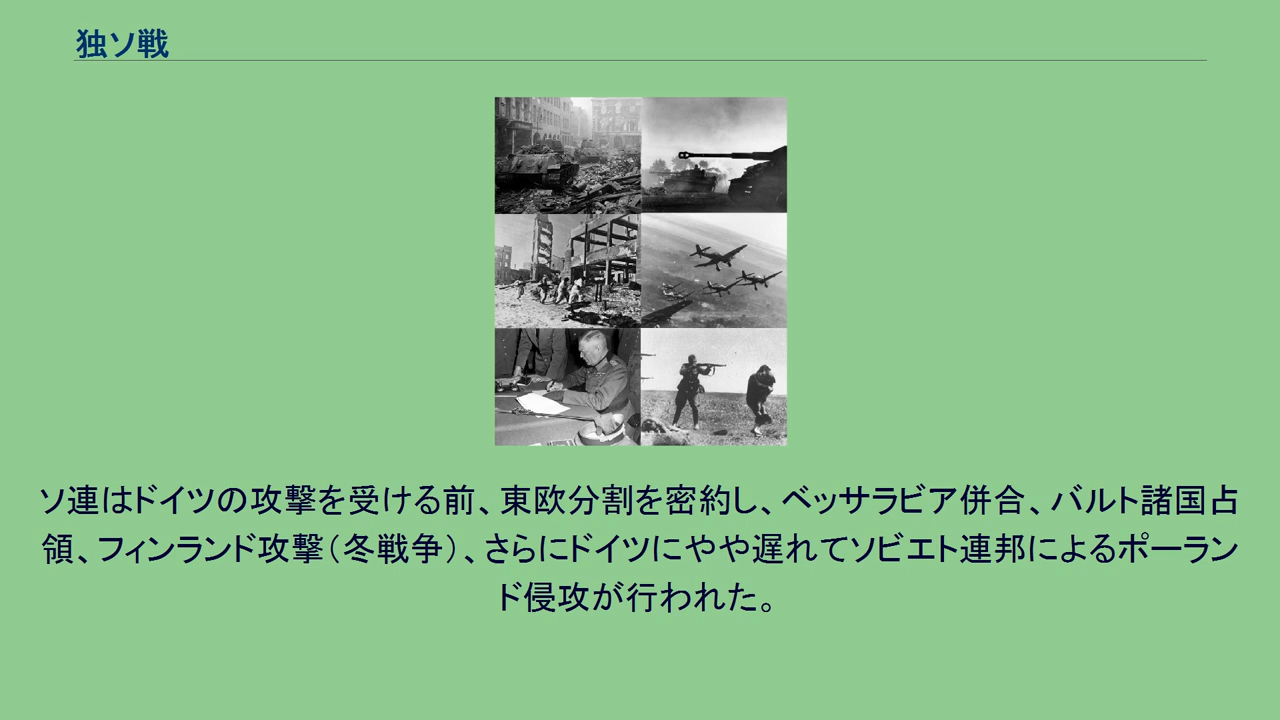 独ソ戦
ソ連はドイツの攻撃を受ける前、東欧分割を密約し、ベッサラビア併合、バルト諸国占
領、フィンランド攻撃（冬戦争）、さらにドイツにやや遅れてソビエト連邦によるポーラン
ド侵攻が行われた。